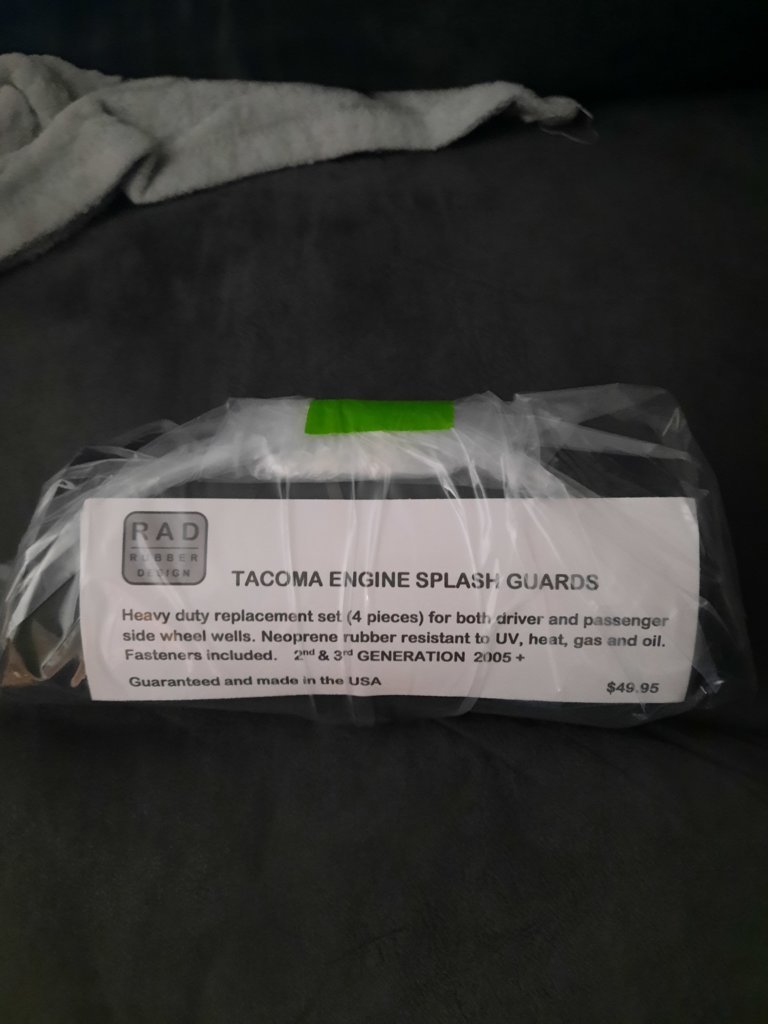 RAD
RUBBER
DESIGN
TACOMA ENGINE SPLASH GUARDS
Heavy duty replacement set (4 pieces) for both driver and passenger
side wheel wells. Neoprene rubber resistant to UV, heat, gas and oil.
Fasteners included. 2nd & 3rd GENERATION 2005 +
Guaranteed and made in the USA
$49.95